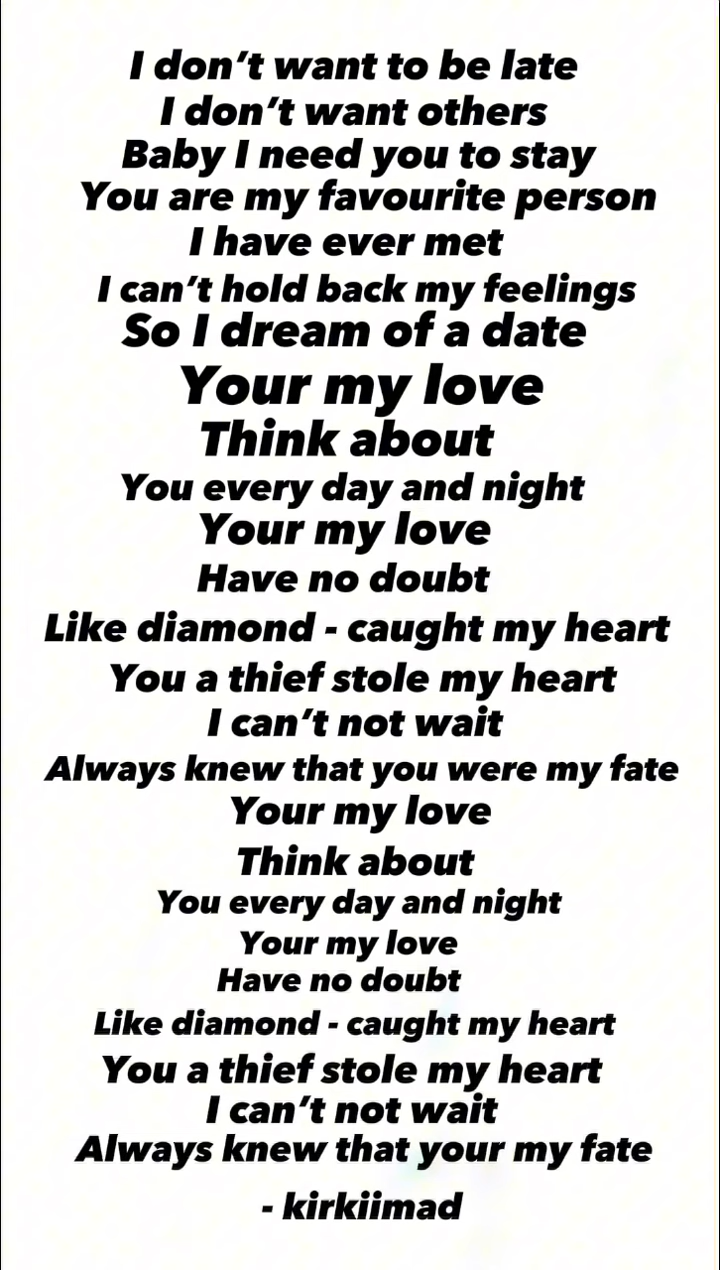 I don’t want to be late
I don’t want others
Baby I need you to stay
You are my favourite person
I have ever met
I can’t hold back my feelings
So I dream of a date
Your my love
Think about
You every day and night
Your my love
Have no doubt
Like diamond - caught my heart
You a thief stole my heart
I can’t not wait
Always knew that you were my fate
Your my love
Think about
You every day and night
Your my love
Have no doubt
Like diamond - caught my heart
You a thief stole my heart
I can’t not wait
Always knew that your my fate
- kirkiimad